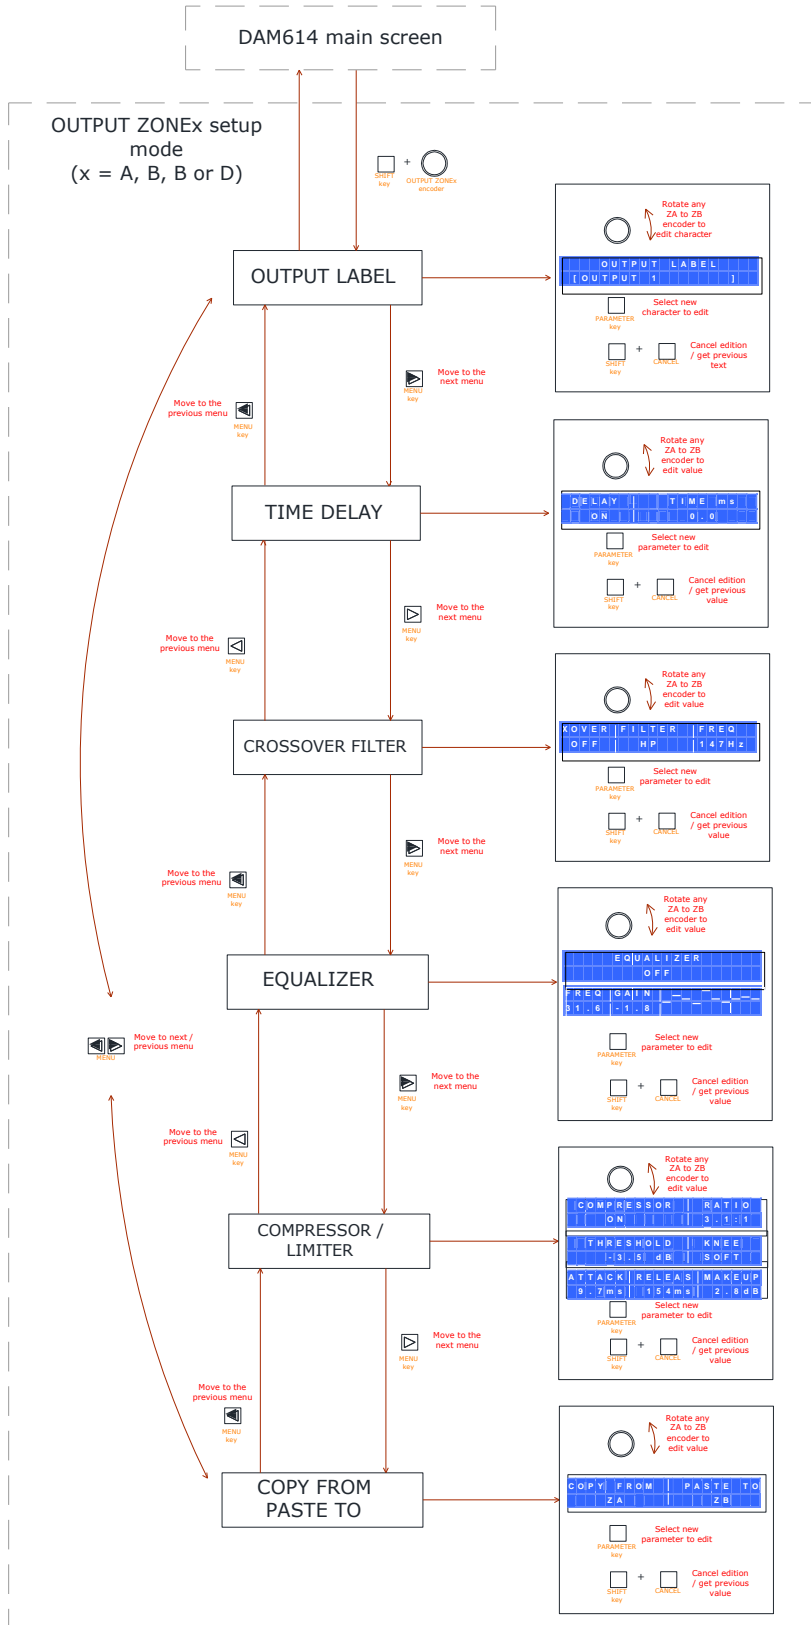 DAM614 main screen
OUTPUT ZONEx setup
mode
(x = A, B, B or D)
SHIFT
key
+
OUTPUT ZONEx
encoder
OUTPUT LABEL
Rotate any
ZA to ZB
encoder to
edit character
OUTPUT LABEL
[OUTPUT 1 ]
PARAMETER
key
Select new
character to edit
SHIFT
key
+
CANCEL
Cancel edition
/ get previous
text
Move to the
previous menu
MENU
key
MENU
key
Move to the
next menu
TIME DELAY
Rotate any
ZA to ZB
encoder to
edit value
DELAY | TIME ms
ON | 0.0
PARAMETER
key
Select new
parameter to edit
SHIFT
key
+
CANCEL
Cancel edition
/ get previous
value
Move to the
previous menu
MENU
key
MENU
key
Move to the
next menu
CROSSOVER FILTER
Rotate any
ZA to ZB
encoder to
edit value
XOVER|FILTER|FREQ
OFF | HP |147Hz
PARAMETER
key
Select new
parameter to edit
SHIFT
key
+
CANCEL
Cancel edition
/ get previous
value
Move to the
previous menu
MENU
key
MENU
key
Move to the
next menu
EQUALIZER
Rotate any
ZA to ZB
encoder to
edit value
EQUALIZER
OFF
FREQ|GAIN
31.6|-1.8
PARAMETER
key
Select new
parameter to edit
SHIFT
key
+
CANCEL
Cancel edition
/ get previous
value
MENU
Move to next /
previous menu
Move to the
previous menu
MENU
key
MENU
key
Move to the
next menu
COMPRESSOR /
LIMITER
Rotate any
ZA to ZB
encoder to
edit value
COMPRESSOR | RATIO
ON | 3.1:1
THRESHOLD | KNEE
-3.5 dB | SOFT
ATTACK|RELEAS|MAKEUP
9.7ms| 154ms| 2.8dB
PARAMETER
key
Select new
parameter to edit
SHIFT
key
+
CANCEL
Cancel edition
/ get previous
value
Move to the
previous menu
MENU
key
MENU
key
Move to the
next menu
COPY FROM
PASTE TO
Rotate any
ZA to ZB
encoder to
edit value
COPY FROM | PASTE TO
ZA | ZB
PARAMETER
key
Select new
parameter to edit
SHIFT
key
+
CANCEL
Cancel edition
/ get previous
value